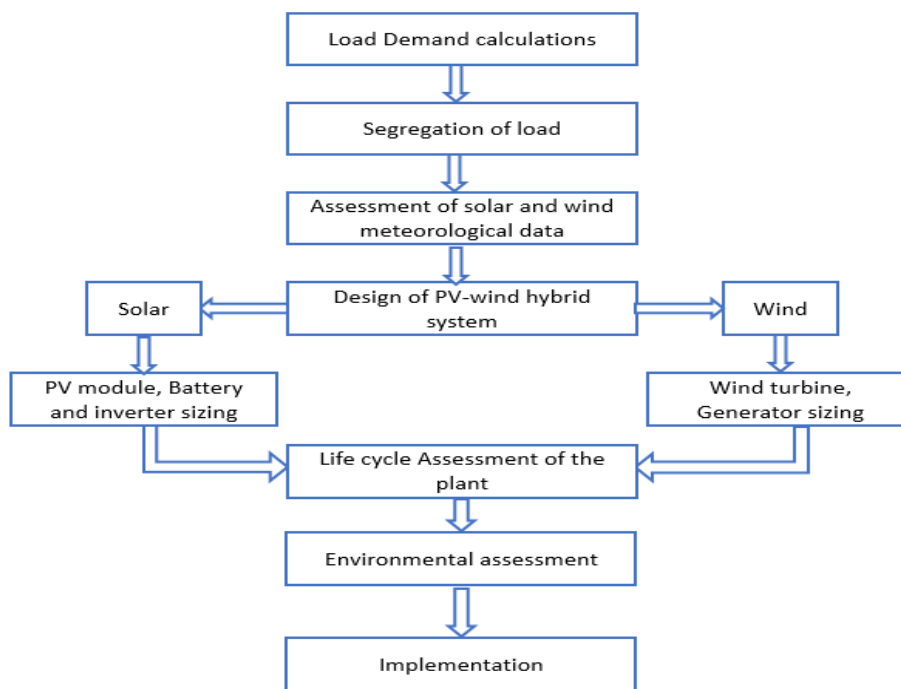 Load Demand calculations
Segregation of load
Assessment of solar and wind
meteorological data
Solar
Design of PV-wind hybrid
system
Wind
PV module, Battery
and inverter sizing
Wind turbine,
Generator sizing
Life cycle Assessment of the
plant
Environmental assessment
Implementation